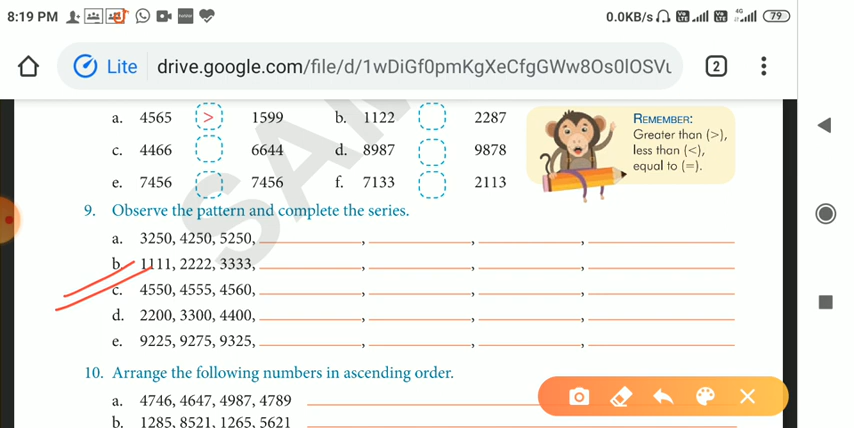 8:19 PM 0.0KB/s 4G 79
Lite drive.google.com/file/d/1wDiGf0pmKgXeCfgGWw8Os0lOSVu 2
a. 4565 > 1599 b. 1122 2287
c. 4466 6644 d. 8987 9878
e. 7456 7456 f. 7133 2113
REMEMBER:
Greater than (>),
less than (<),
equal to (=).
SAM
9. Observe the pattern and complete the series.
a. 3250, 4250, 5250, , , ,
b. 1111, 2222, 3333, , , ,
c. 4550, 4555, 4560, , , ,
d. 2200, 3300, 4400, , , ,
e. 9225, 9275, 9325, , , ,
10. Arrange the following numbers in ascending order.
a. 4746, 4647, 4987, 4789
b. 1285, 8521, 1265, 5621